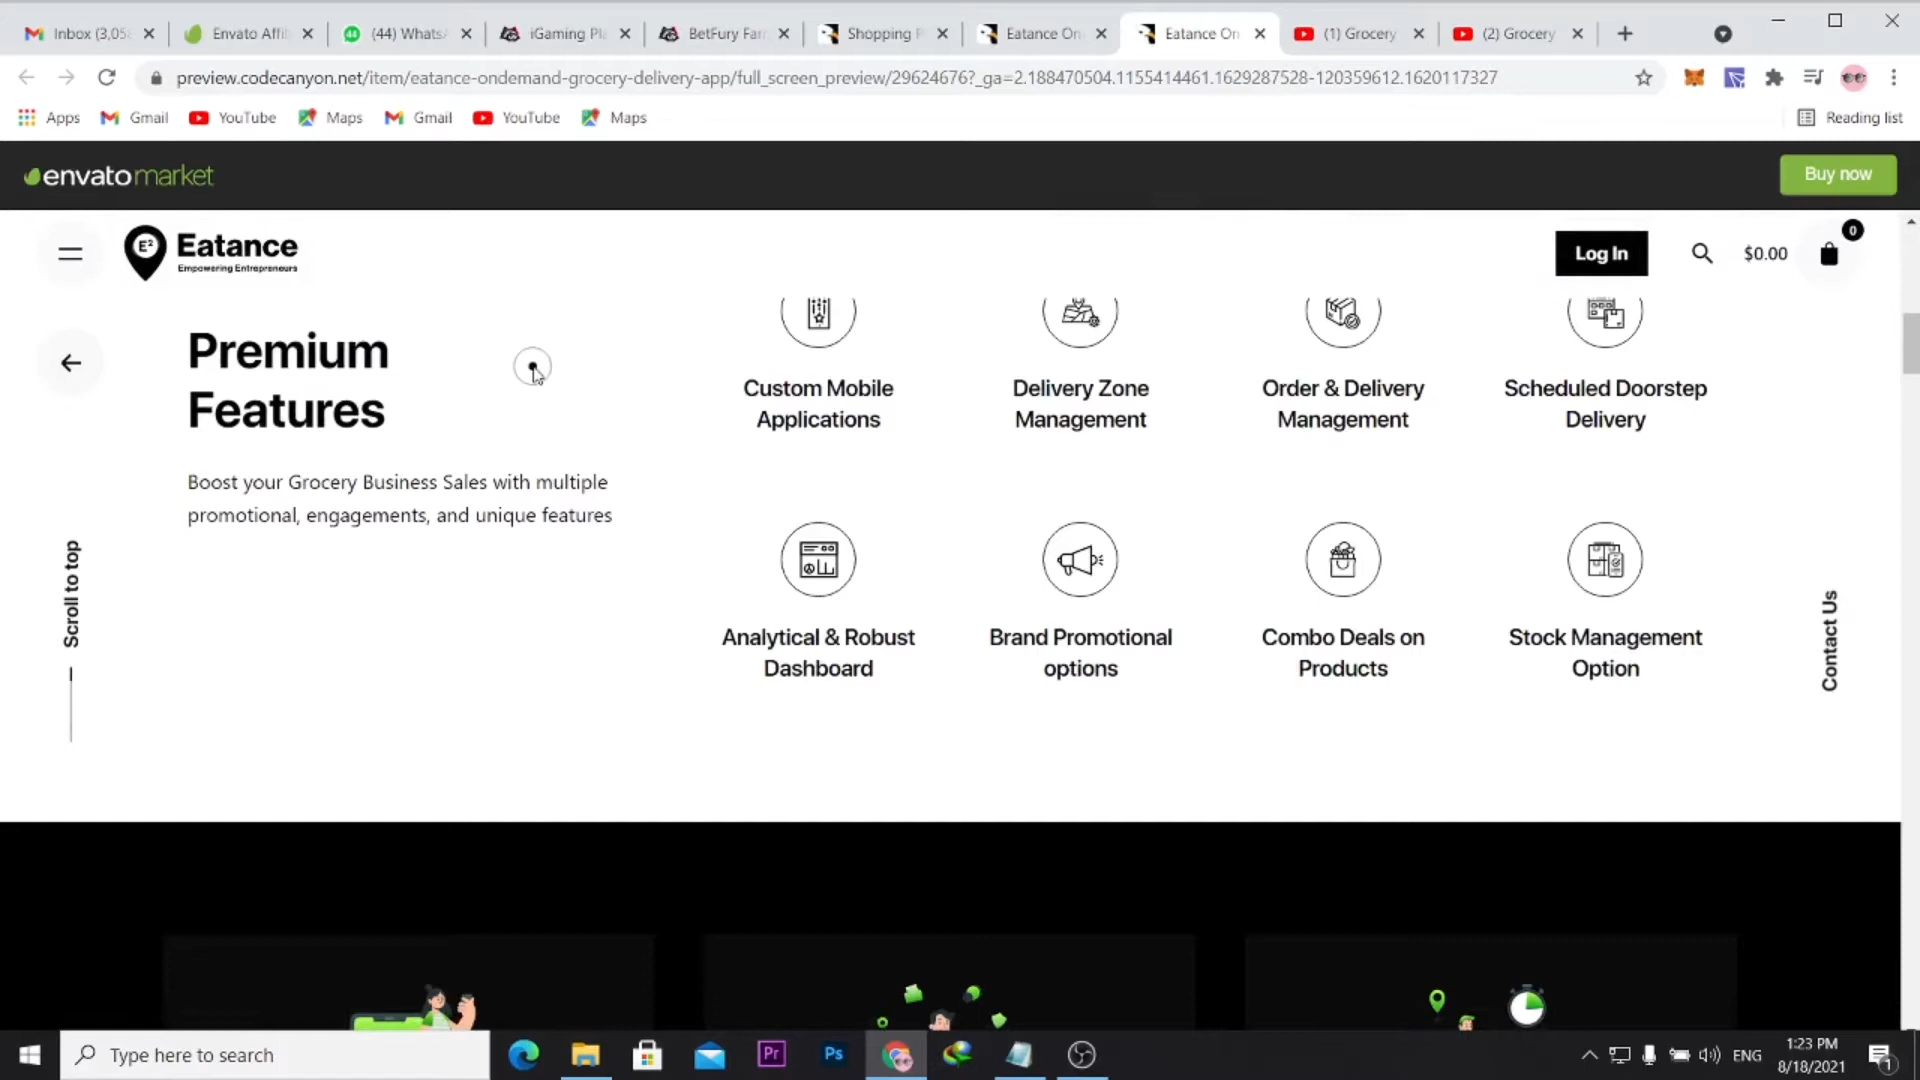 Inbox (3,05
Envato Affi
(44) Whats
iGaming Pl
BetFury Far
Shopping
Eatance On
Eatance On
(1) Grocery
(2) Grocery
preview.codecanyon.net/item/eatance-ondemand-grocery-delivery-app/full_screen_preview/29624676?_ga=2.188470504.1155414461.1629287528-120359612.1620117327
Apps
Gmail
YouTube
Maps
Gmail
YouTube
Maps
Reading list
envatomarket
Buy now
E²
Eatance
Empowering Entrepreneurs
Log In
$0.00
0
Premium
Features
Boost your Grocery Business Sales with multiple
promotional, engagements, and unique features
Custom Mobile
Applications
Delivery Zone
Management
Order & Delivery
Management
Scheduled Doorstep
Delivery
Analytical & Robust
Dashboard
Brand Promotional
options
Combo Deals on
Products
Stock Management
Option
Scroll to top
Contact Us
Type here to search
Pr
Ps
ENG
1:23 PM
8/18/2021
1